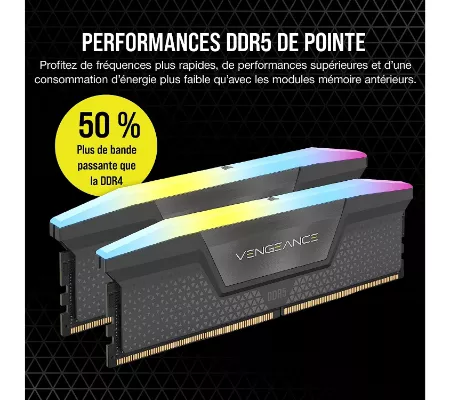 PERFORMANCES DDR5 DE POINTE
Profitez de fréquences plus rapides, de performances supérieures et d’une
consommation d’énergie plus faible qu’avec les modules mémoire antérieurs.
50 %
Plus de bande
passante que
la DDR4
VENGEANCE
DDR5